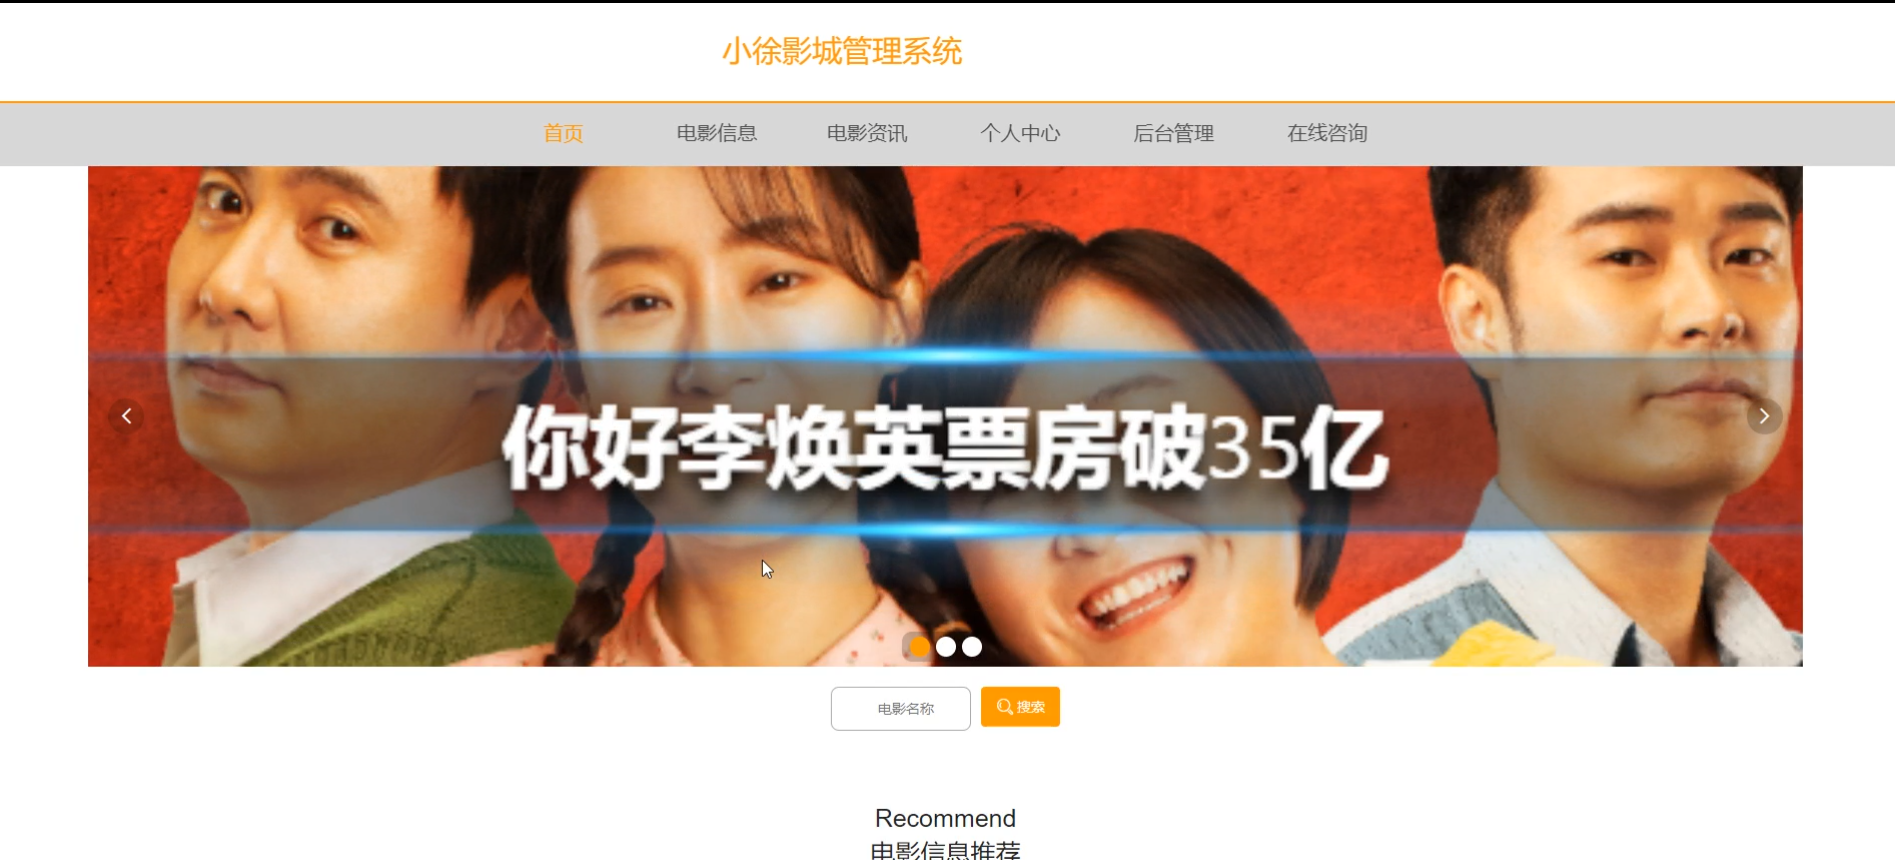 小徐影城管理系统
首页 电影信息 电影资讯 个人中心 后台管理 在线咨询
你好李焕英票房破35亿
电影名称 搜索
Recommend
电影信息推荐